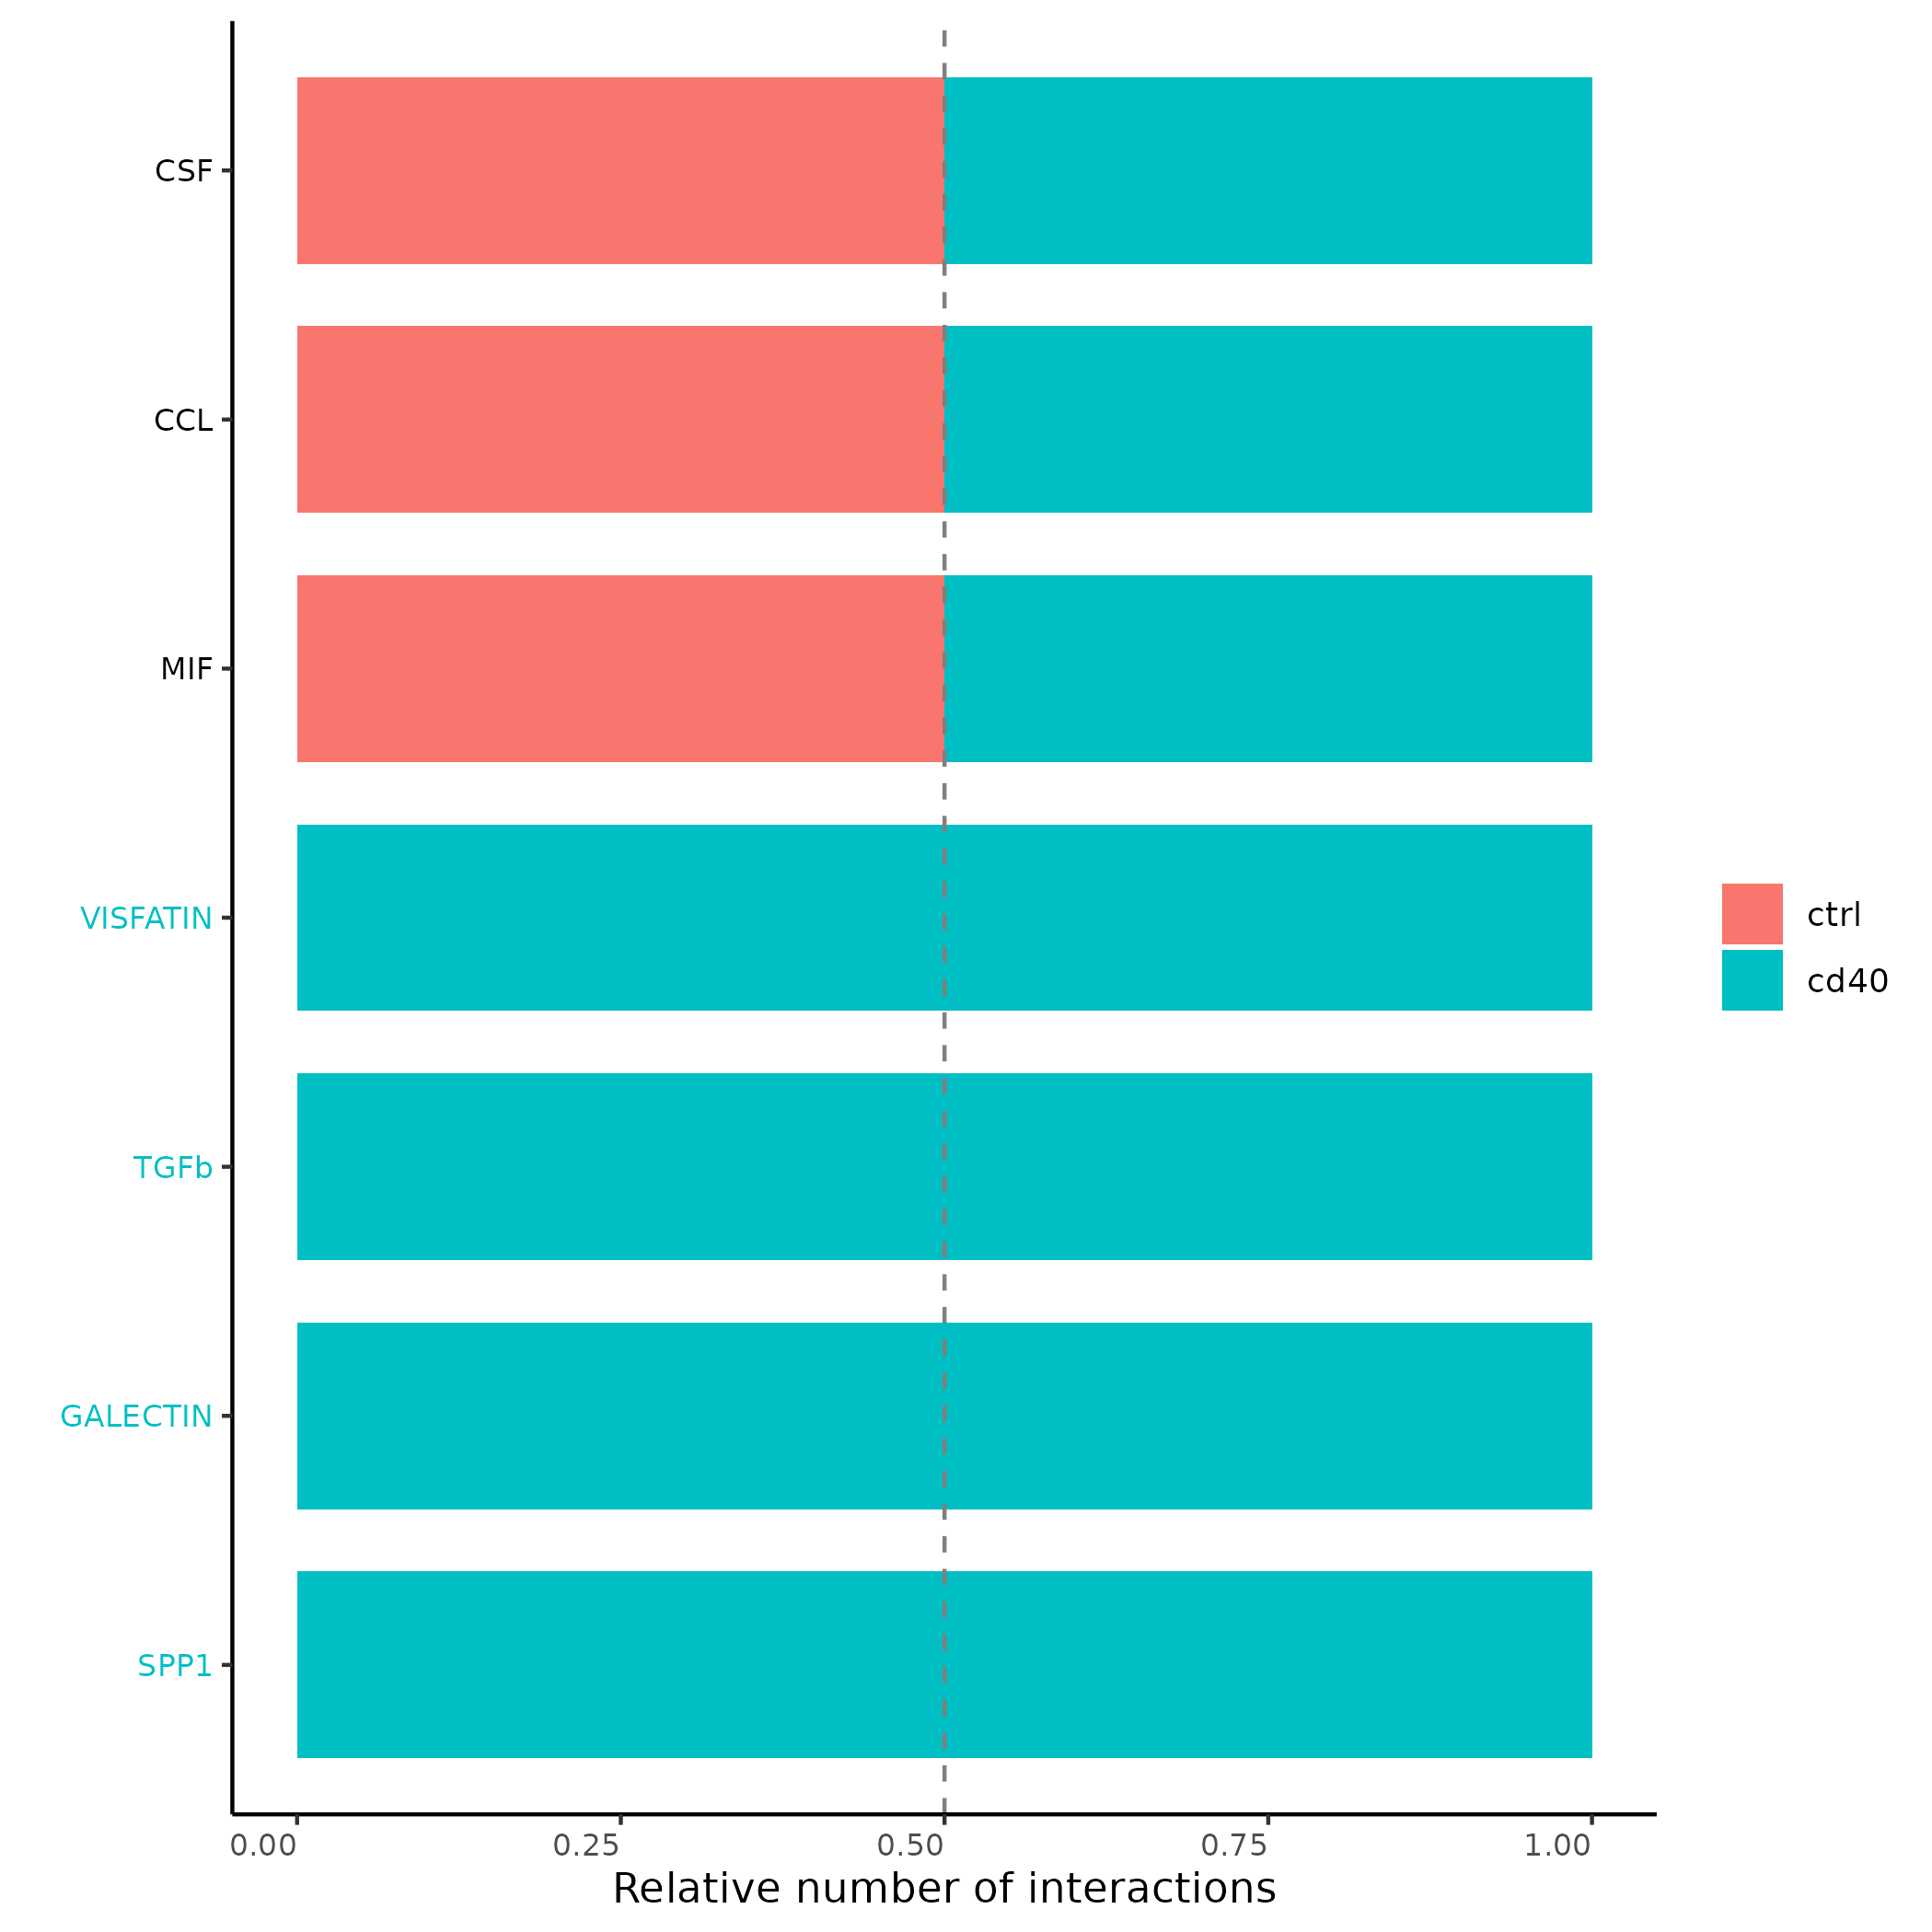 CSF
CCL
MIF
VISFATIN
TGFb
GALECTIN
SPP1
0.00 0.25 0.50 0.75 1.00
Relative number of interactions
ctrl
cd40